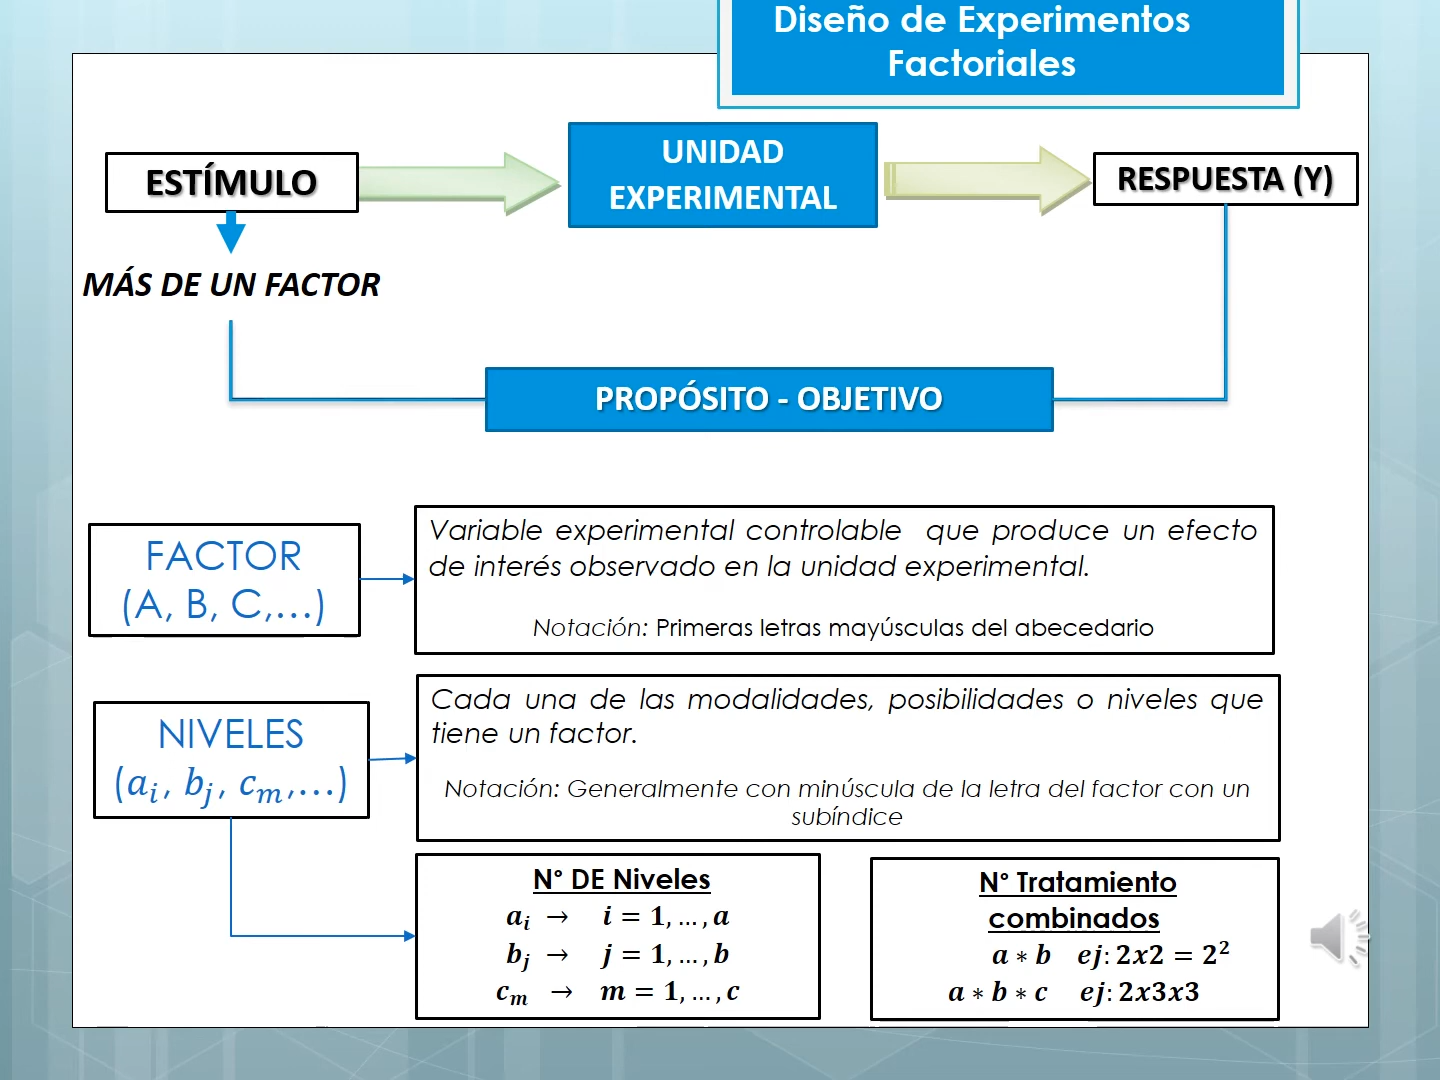 Diseño de Experimentos
Factoriales
ESTÍMULO
UNIDAD
EXPERIMENTAL
RESPUESTA (Y)
MÁS DE UN FACTOR
PROPÓSITO - OBJETIVO
FACTOR
(A, B, C,...)
Variable experimental controlable que produce un efecto
de interés observado en la unidad experimental.
Notación: Primeras letras mayúsculas del abecedario
NIVELES
(aᵢ, bⱼ, cₘ,...)
Cada una de las modalidades, posibilidades o niveles que
tiene un factor.
Notación: Generalmente con minúscula de la letra del factor con un
subíndice
N° DE Niveles
aᵢ → i = 1, ... , a
bⱼ → j = 1, ... , b
cₘ → m = 1, ... , c
N° Tratamiento
combinados
a * b ej: 2x2 = 2²
a * b * c ej: 2x3x3